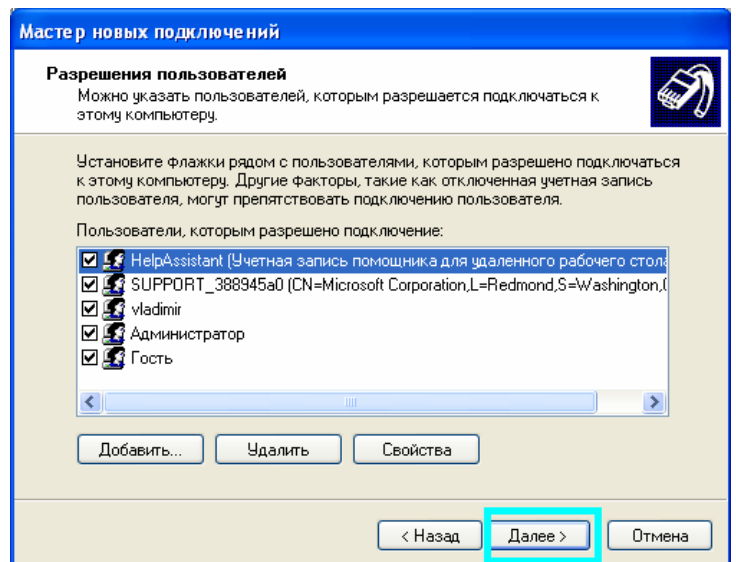 Мастер новых подключений
Разрешения пользователей
Можно указать пользователей, которым разрешается подключаться к
этому компьютеру.
Установите флажки рядом с пользователями, которым разрешено подключаться
к этому компьютеру. Другие факторы, такие как отключенная учетная запись
пользователя, могут препятствовать подключению пользователя.
Пользователи, которым разрешено подключение:
HelpAssistant (Учетная запись помощника для удаленного рабочего стола
SUPPORT_388945a0 (CN=Microsoft Corporation,L=Redmond,S=Washington,(
vladimir
Администратор
Гость
Добавить... Удалить Свойства
< Назад Далее > Отмена